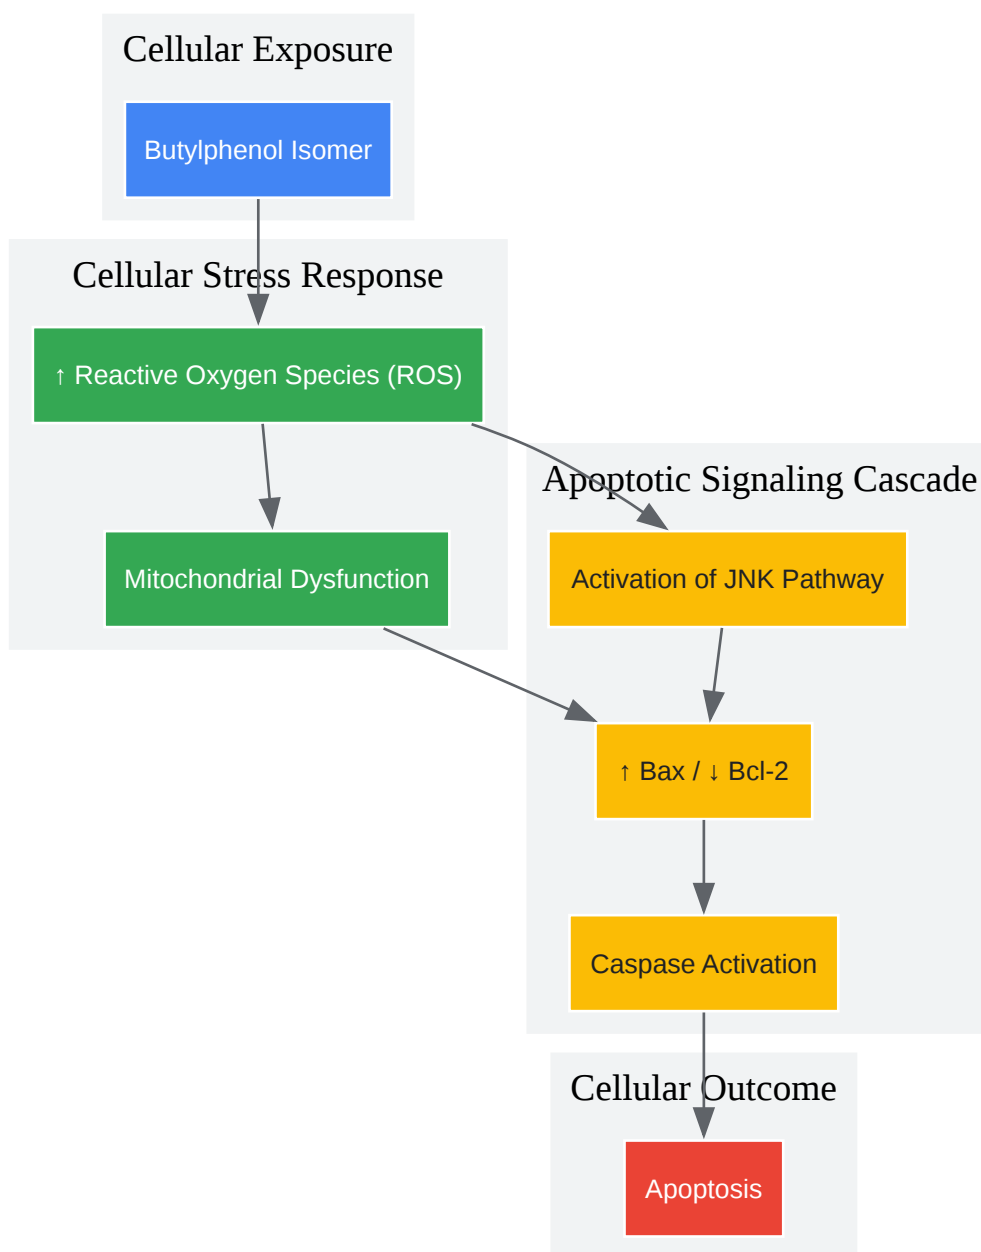 Cellular Exposure
Butylphenol Isomer
Cellular Stress Response
↑ Reactive Oxygen Species (ROS)
Mitochondrial Dysfunction
Apoptotic Signaling Cascade
Activation of JNK Pathway
↑ Bax / ↓ Bcl-2
Caspase Activation
Cellular Outcome
Apoptosis